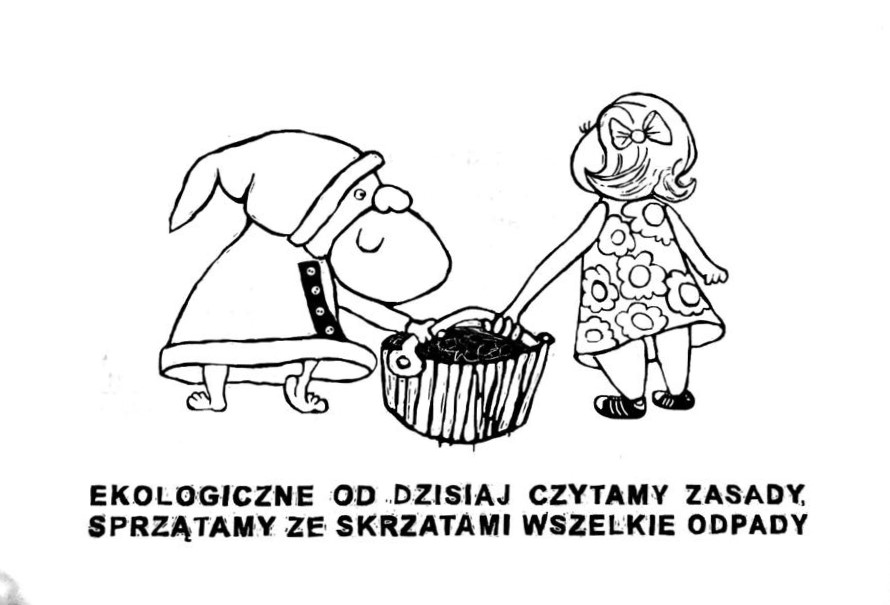 EKOLOGICZNE OD DZISIAJ CZYTAMY ZASADY,
SPRZĄTAMY ZE SKRZATAMI WSZELKIE ODPADY